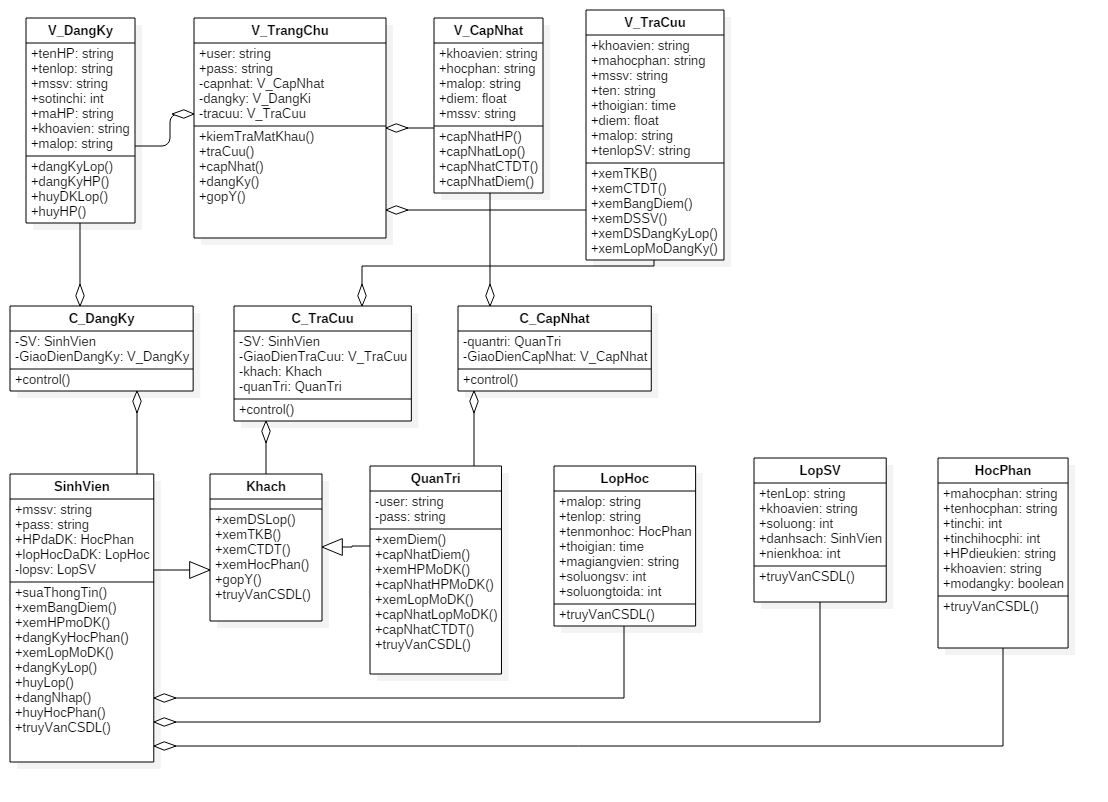 V_DangKy
+tenHP: string
+tenlop: string
+mssv: string
+sotinchi: int
+maHP: string
+khoavien: string
+malop: string
+dangKyLop()
+dangKyHP()
+huyDKLop()
+huyHP()
V_TrangChu
+user: string
+pass: string
-capnhat: V_CapNhat
-dangky: V_DangKi
-tracuu: V_TraCuu
+kiemTraMatKhau()
+traCuu()
+capNhat()
+dangKy()
+gopY()
V_CapNhat
+khoavien: string
+hocphan: string
+malop: string
+diem: float
+mssv: string
+capNhatHP()
+capNhatLop()
+capNhatCTDT()
+capNhatDiem()
V_TraCuu
+khoavien: string
+mahocphan: string
+mssv: string
+ten: string
+thoigian: time
+diem: float
+malop: string
+tenlopSV: string
+xemTKB()
+xemCTDT()
+xemBangDiem()
+xemDSSV()
+xemDSDangKyLop()
+xemLopMoDangKy()
C_DangKy
-SV: SinhVien
-GiaoDienDangKy: V_DangKy
+control()
C_TraCuu
-SV: SinhVien
-GiaoDienTraCuu: V_TraCuu
-khach: Khach
-quanTri: QuanTri
+control()
C_CapNhat
-quantri: QuanTri
-GiaoDienCapNhat: V_CapNhat
+control()
SinhVien
+mssv: string
+pass: string
+HPdaDK: HocPhan
+lopHocDaDK: LopHoc
-lopsv: LopSV
+suaThongTin()
+xemBangDiem()
+xemHPmoDK()
+dangKyHocPhan()
+xemLopMoDK()
+dangKyLop()
+huyLop()
+dangNhap()
+huyHocPhan()
+truyVanCSDL()
Khach
+xemDSLop()
+xemTKB()
+xemCTDT()
+xemHocPhan()
+gopY()
+truyVanCSDL()
QuanTri
-user: string
-pass: string
+xemDiem()
+capNhatDiem()
+xemHPMoDK()
+capNhatHPMoDK()
+xemLopMoDK()
+capNhatLopMoDK()
+capNhatCTDT()
+truyVanCSDL()
LopHoc
+malop: string
+tenlop: string
+tenmonhoc: HocPhan
+thoigian: time
+magiangvien: string
+soluongsv: int
+soluongtoida: int
+truyVanCSDL()
LopSV
+tenLop: string
+khoavien: string
+soluong: int
+danhsach: SinhVien
+nienkhoa: int
+truyVanCSDL()
HocPhan
+mahocphan: string
+tenhocphan: string
+tinchi: int
+tinchihocphi: int
+HPdieukien: string
+khoavien: string
+modangky: boolean
+truyVanCSDL()